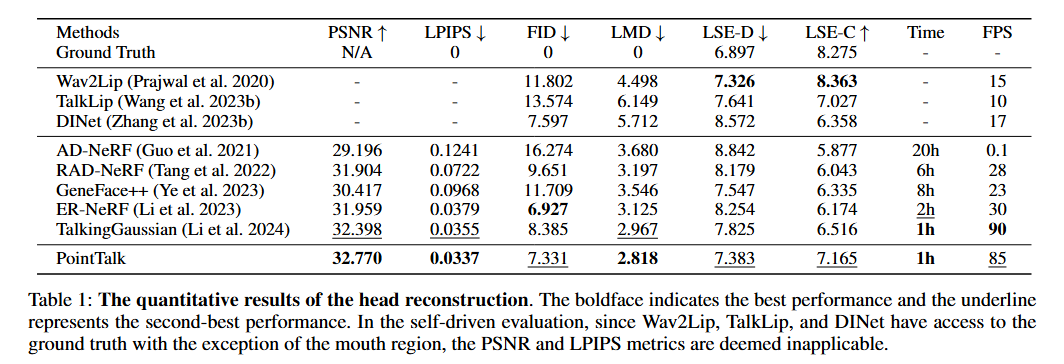 Methods PSNR ↑ LPIPS ↓ FID ↓ LMD ↓ LSE-D ↓ LSE-C ↑ Time FPS
Ground Truth N/A 0 0 0 6.897 8.275 - -
Wav2Lip (Prajwal et al. 2020) - - 11.802 4.498 7.326 8.363 - 15
TalkLip (Wang et al. 2023b) - - 13.574 6.149 7.641 7.027 - 10
DINet (Zhang et al. 2023b) - - 7.597 5.712 8.572 6.358 - 17
AD-NeRF (Guo et al. 2021) 29.196 0.1241 16.274 3.680 8.842 5.877 20h 0.1
RAD-NeRF (Tang et al. 2022) 31.904 0.0722 9.651 3.197 8.179 6.043 6h 28
GeneFace++ (Ye et al. 2023) 30.417 0.0968 11.709 3.546 7.547 6.335 8h 23
ER-NeRF (Li et al. 2023) 31.959 0.0379 6.927 3.125 8.254 6.174 2h 30
TalkingGaussian (Li et al. 2024) 32.398 0.0355 8.385 2.967 7.825 6.516 1h 90
PointTalk 32.770 0.0337 7.331 2.818 7.383 7.165 1h 85
Table 1: The quantitative results of the head reconstruction. The boldface indicates the best performance and the underline
represents the second-best performance. In the self-driven evaluation, since Wav2Lip, TalkLip, and DINet have access to the
ground truth with the exception of the mouth region, the PSNR and LPIPS metrics are deemed inapplicable.